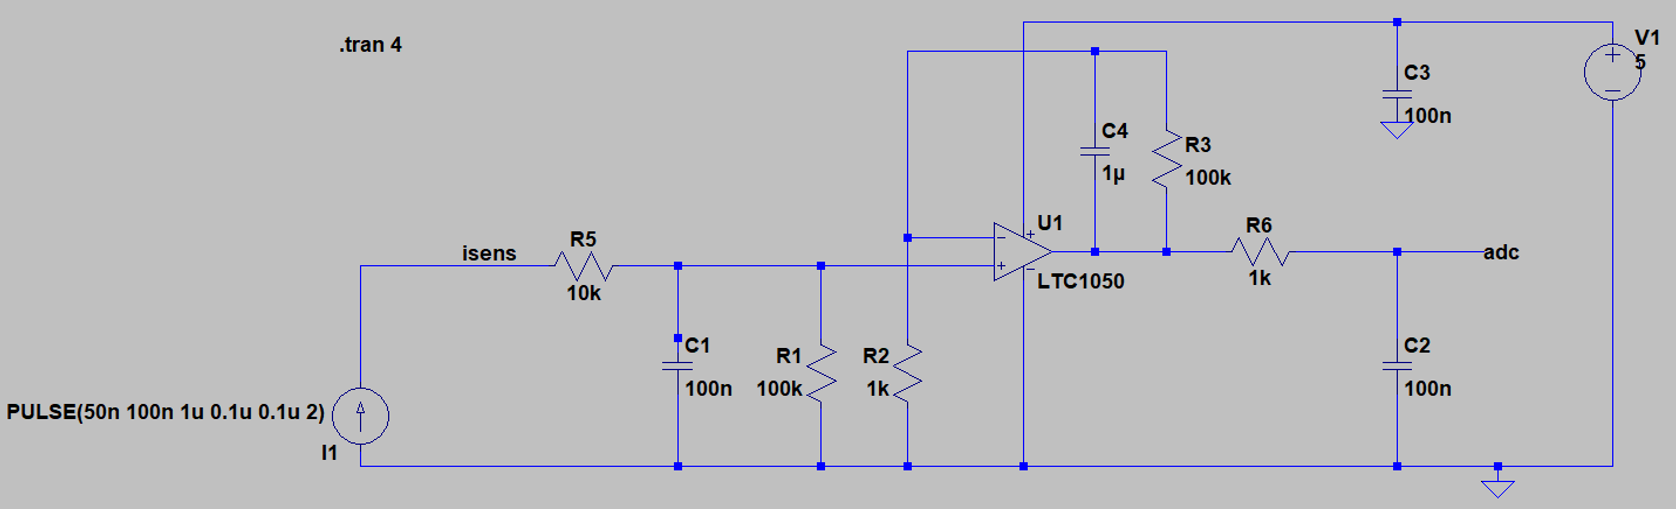 .tran 4
V1
5
C3
100n
C4
1µ
R3
100k
U1
LTC1050
R6
1k
adc
isens
R5
10k
C1
100n
R1
100k
R2
1k
C2
100n
PULSE(50n 100n 1u 0.1u 0.1u 2)
I1